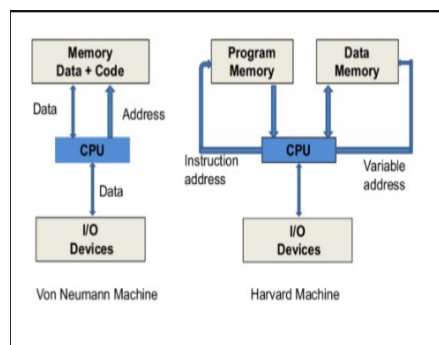 Memory
Data + Code
Data
Address
CPU
Data
I/O
Devices
Von Neumann Machine
Program
Memory
Data
Memory
CPU
Instruction
address
Variable
address
I/O
Devices
Harvard Machine